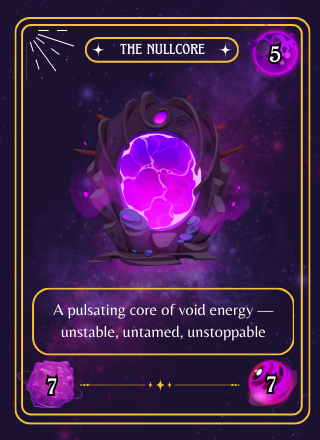 THE NULLCORE
5
A pulsating core of void energy —
unstable, untamed, unstoppable
7
7